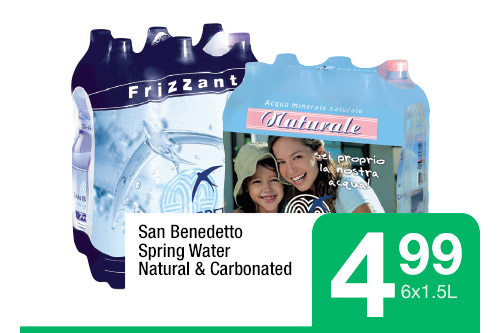 Frizzant
Acqua minerale naturale
Naturale
sei proprio
la nostra
acqua!
San Benedetto
Spring Water
Natural & Carbonated
4 99
6x1.5L